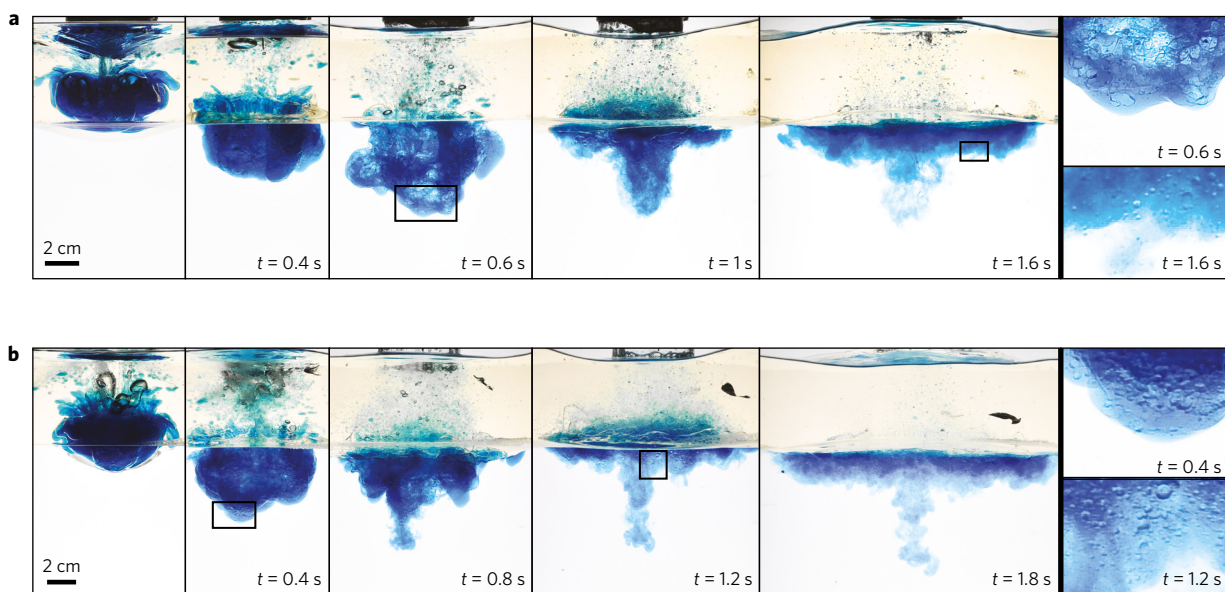 a
2 cm
t = 0.4 s
t = 0.6 s
t = 1 s
t = 1.6 s
t = 0.6 s
t = 1.6 s
b
2 cm
t = 0.4 s
t = 0.8 s
t = 1.2 s
t = 1.8 s
t = 0.4 s
t = 1.2 s